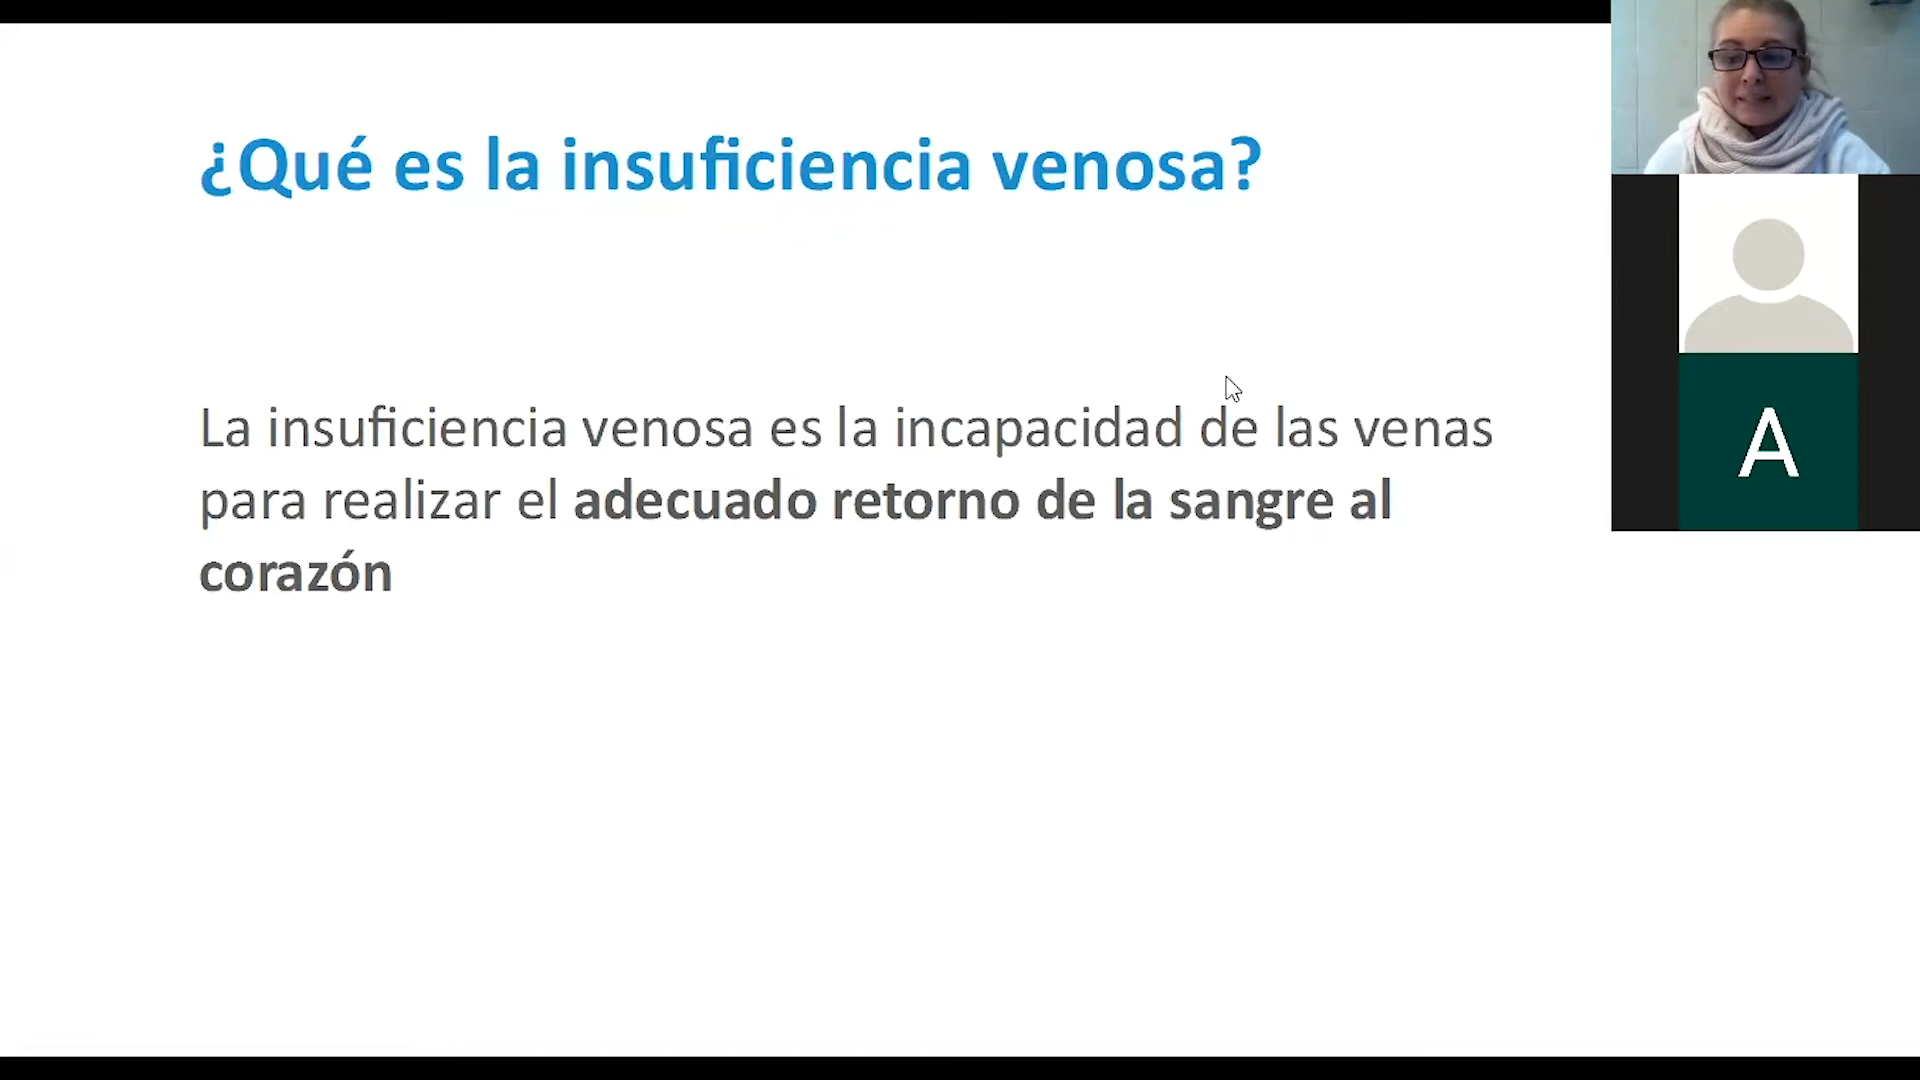 ¿Qué es la insuficiencia venosa?
La insuficiencia venosa es la incapacidad de las venas
para realizar el adecuado retorno de la sangre al
corazón
A